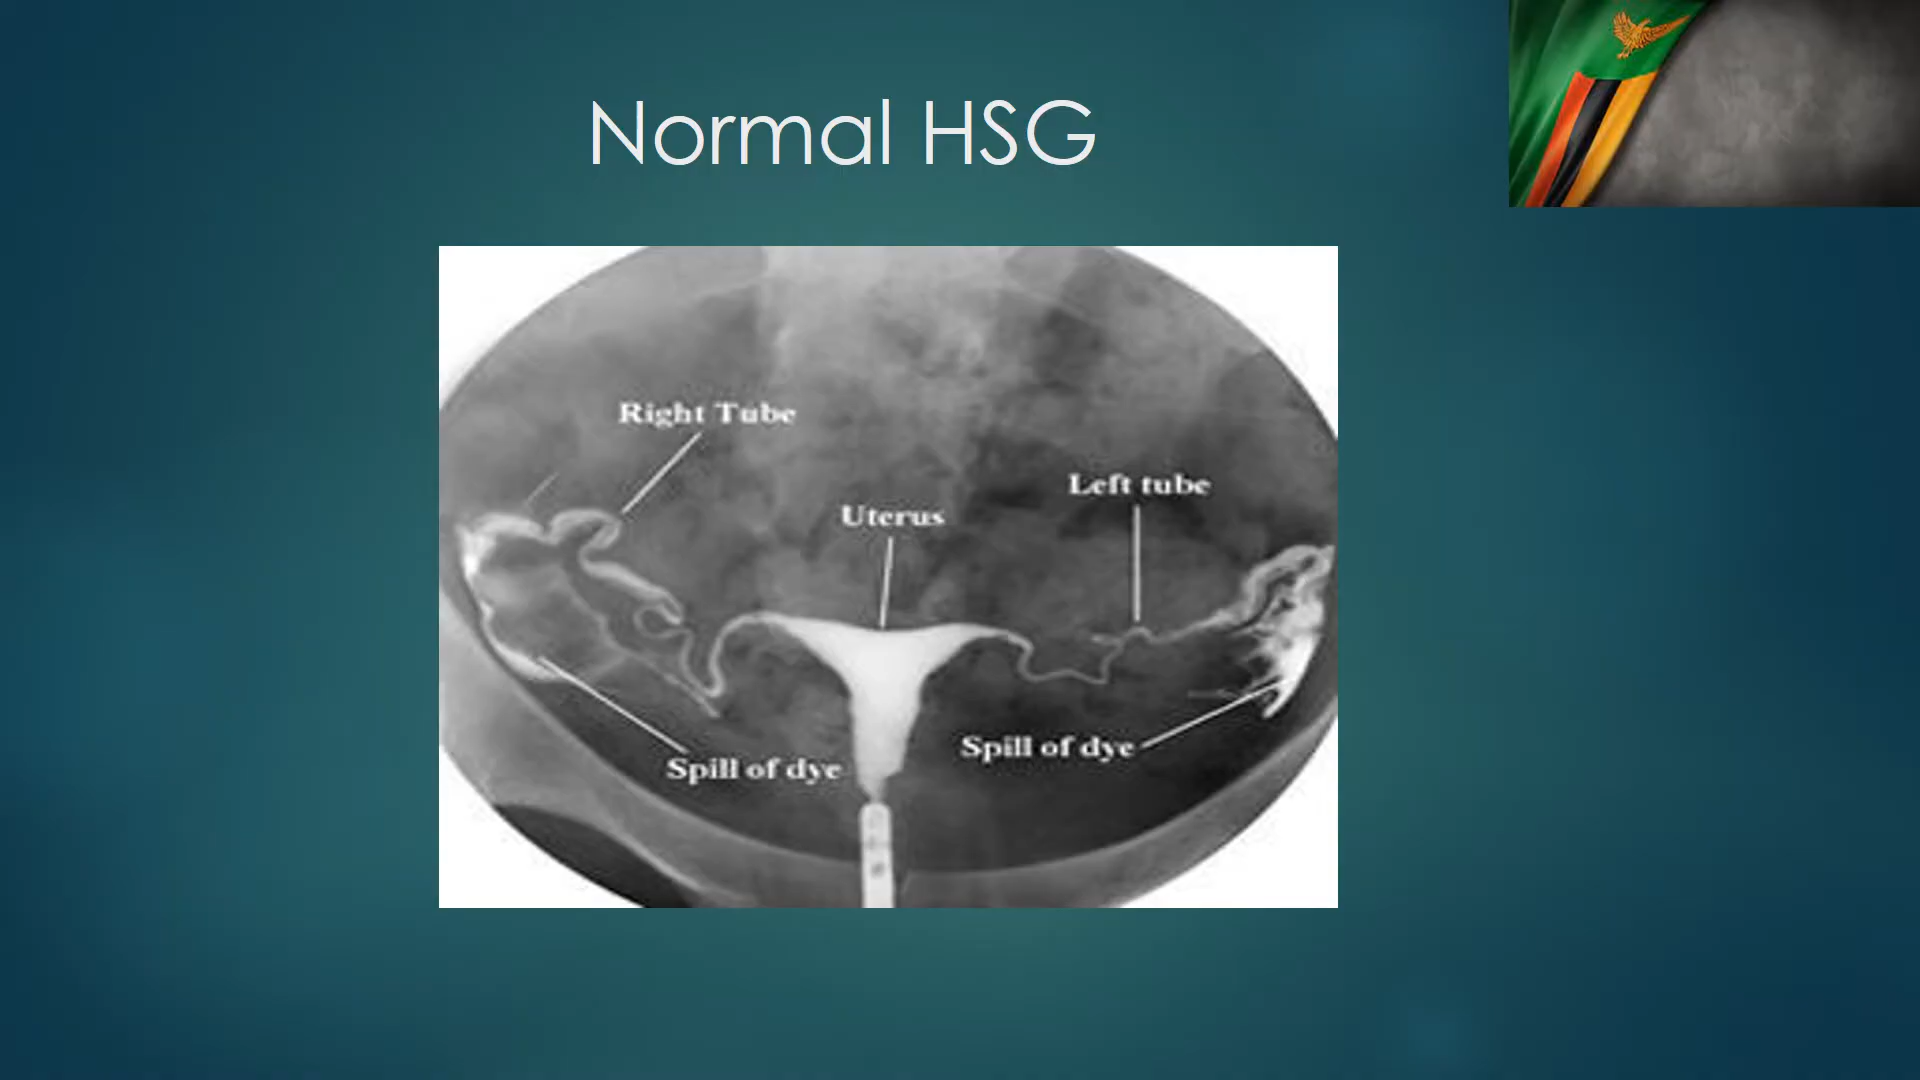 Normal HSG
Right Tube
Left tube
Uterus
Spill of dye
Spill of dye